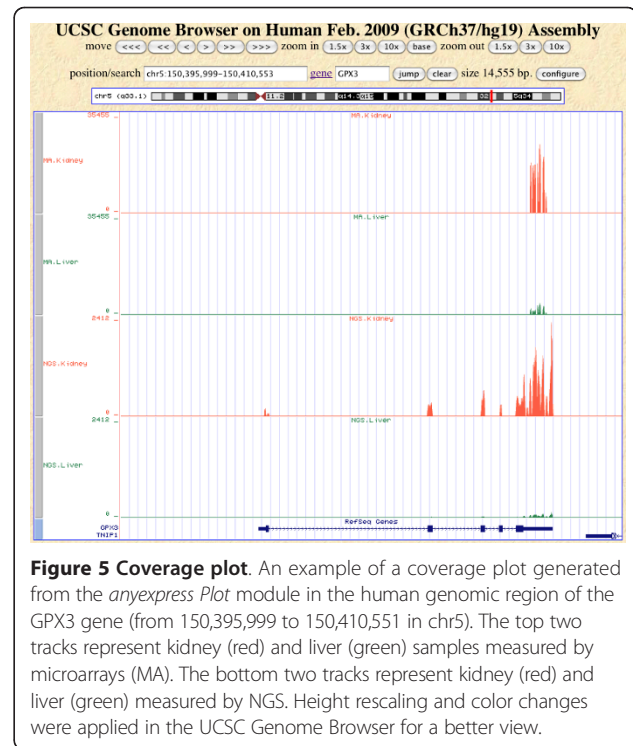 UCSC Genome Browser on Human Feb. 2009 (GRCh37/hg19) Assembly
move <<< << < > >> >>> zoom in 1.5x 3x 10x base zoom out 1.5x 3x 10x
position/search chr5:150,395,999-150,410,553 gene GPX3 jump clear size 14,555 bp. configure
chr5 (q33.1) 11.2 32 5q34
35455 _ MA.Kidney
MA.Kidney
0 _
35455 _ MA.Liver
MA.Liver
0 _
2412 _ NGS.Kidney
NGS.Kidney
0 _
2412 _ NGS.Liver
NGS.Liver
0 _
RefSeq Genes
GPX3
TNIP1
Figure 5 Coverage plot. An example of a coverage plot generated
from the anyexpress Plot module in the human genomic region of the
GPX3 gene (from 150,395,999 to 150,410,551 in chr5). The top two
tracks represent kidney (red) and liver (green) samples measured by
microarrays (MA). The bottom two tracks represent kidney (red) and
liver (green) measured by NGS. Height rescaling and color changes
were applied in the UCSC Genome Browser for a better view.